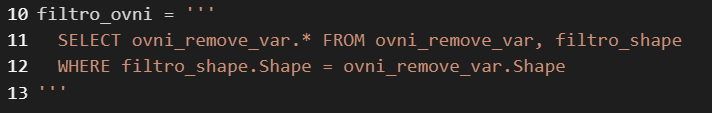 10 filtro_ovni = '''
11   SELECT ovni_remove_var.* FROM ovni_remove_var, filtro_shape
12   WHERE filtro_shape.Shape = ovni_remove_var.Shape
13 '''